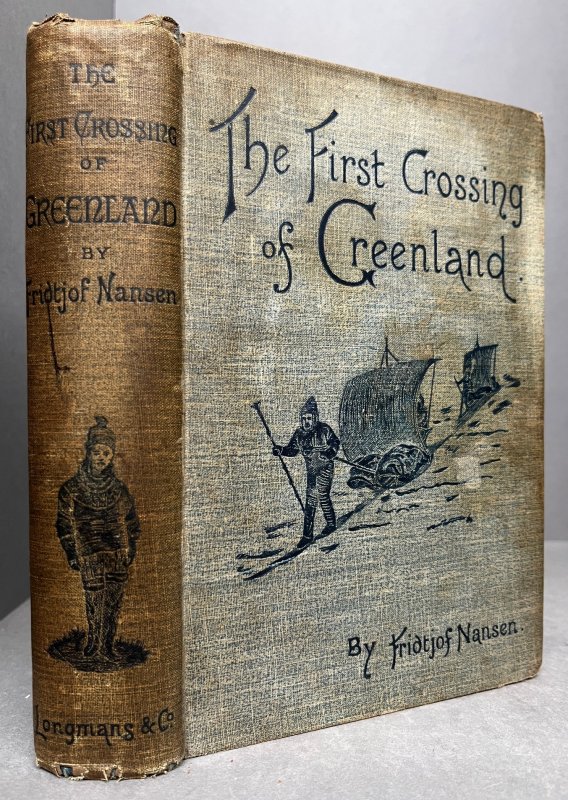 THE
FIRST CROSSING
OF
GREENLAND
BY
Fridtjof Nansen
Longmans & Co
The First Crossing
of Greenland.
By Fridtjof Nansen.